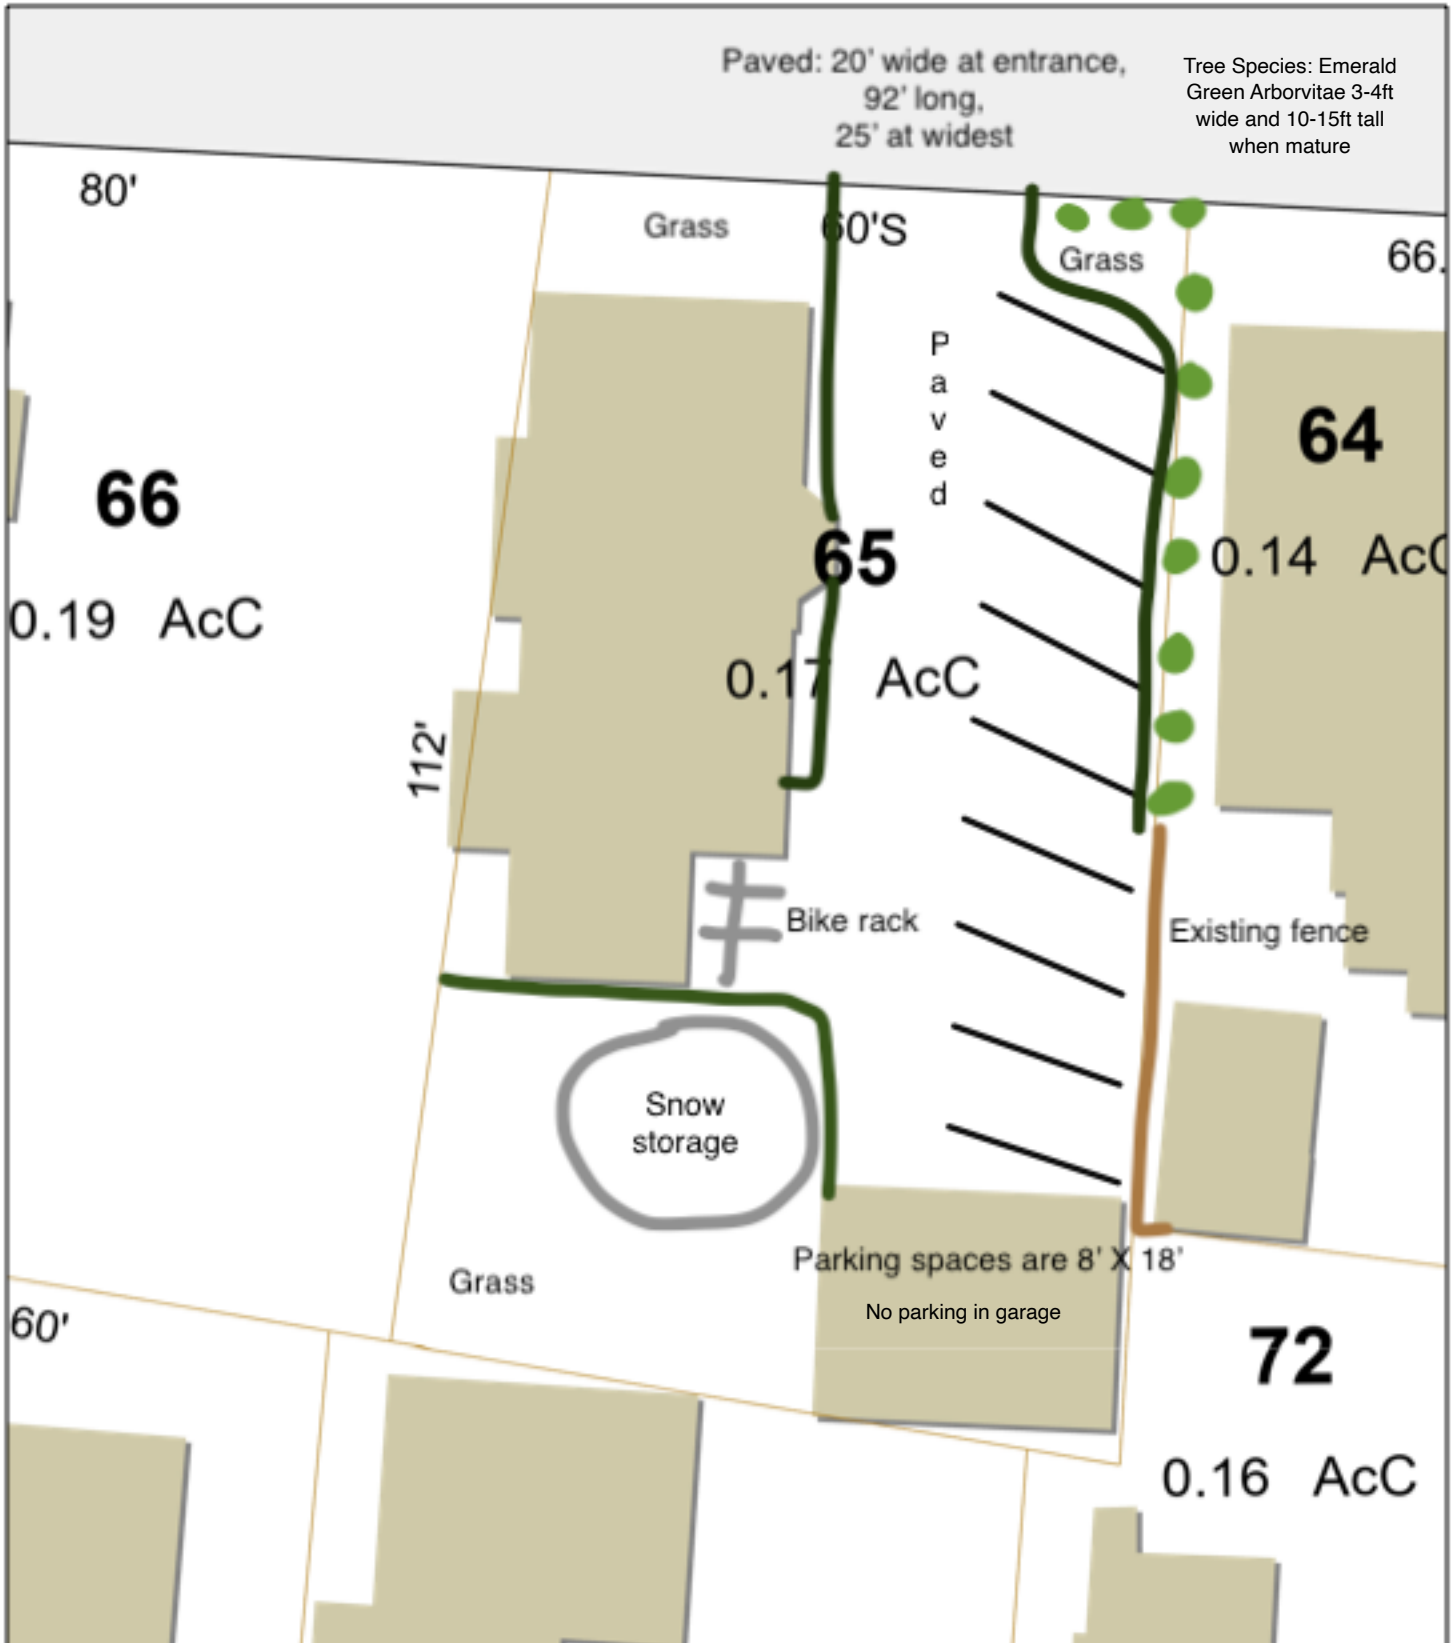 Paved: 20' wide at entrance,
92' long,
25' at widest
Tree Species: Emerald
Green Arborvitae 3-4ft
wide and 10-15ft tall
when mature
80'
Grass
60'S
Grass
66.
P
a
v
e
d
64
0.14 AcC
66
0.19 AcC
65
0.17 AcC
112'
Bike rack
Existing fence
Snow
storage
Parking spaces are 8' X 18'
No parking in garage
Grass
60'
72
0.16 AcC